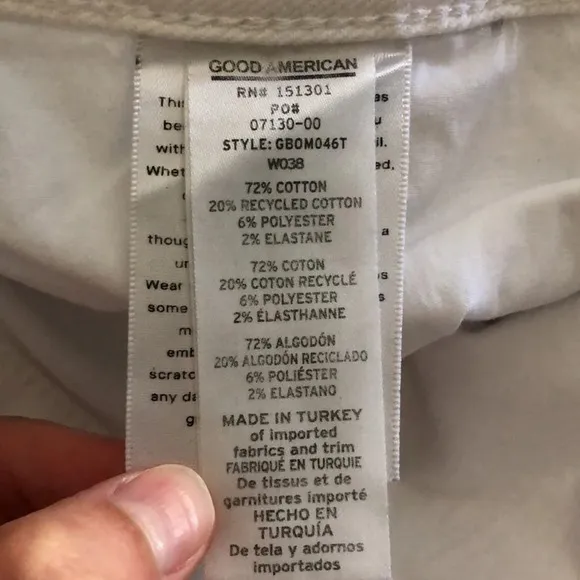 GOOD AMERICAN
RN# 151301
PO#
07130-00
STYLE: GBOM046T
W038
72% COTTON
20% RECYCLED COTTON
6% POLYESTER
2% ELASTANE
72% COTON
20% COTON RECYCLÉ
6% POLYESTER
2% ÉLASTHANNE
72% ALGODÓN
20% ALGODÓN RECICLADO
6% POLIÉSTER
2% ELASTANO
MADE IN TURKEY
of imported
fabrics and trim
FABRIQUÉ EN TURQUIE
De tissus et de
garnitures importé
HECHO EN
TURQUÍA
De tela y adornos
importados
Wear
some
any